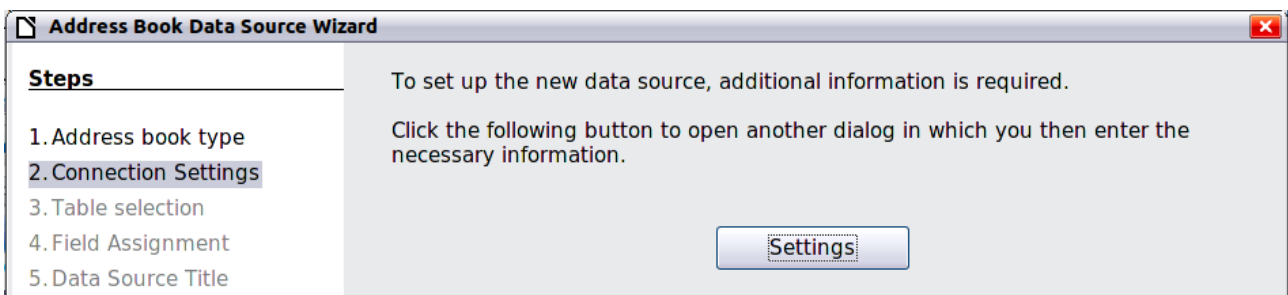 Address Book Data Source Wizard
Steps
1. Address book type
2. Connection Settings
3. Table selection
4. Field Assignment
5. Data Source Title
To set up the new data source, additional information is required.
Click the following button to open another dialog in which you then enter the
necessary information.
Settings